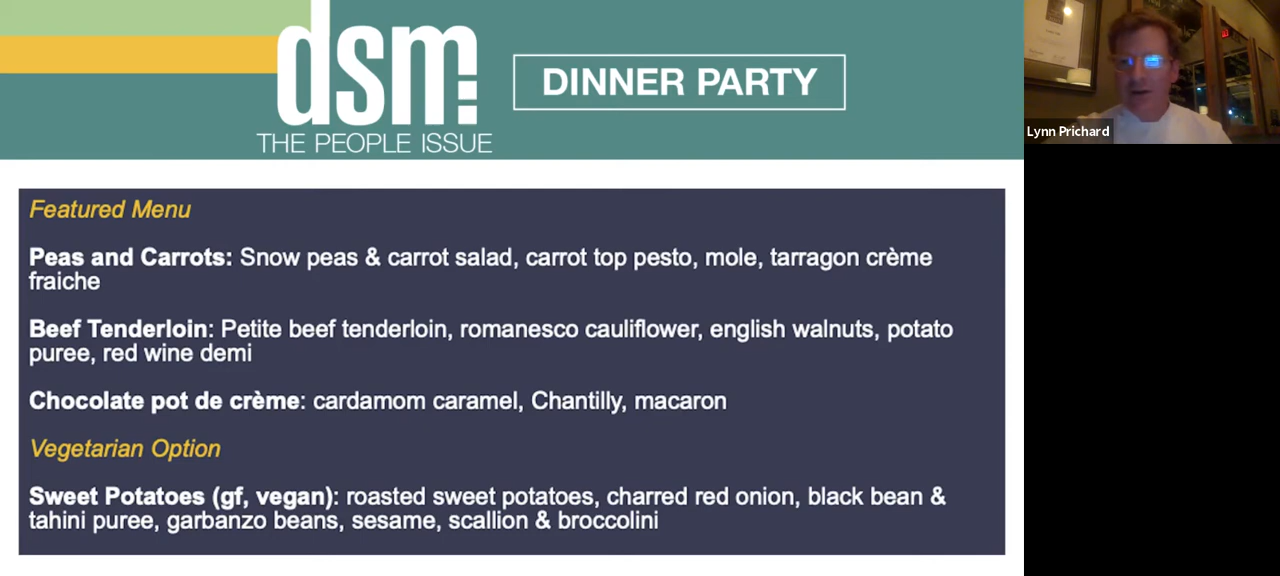 dsm:
THE PEOPLE ISSUE
DINNER PARTY
Lynn Prichard
Featured Menu
Peas and Carrots: Snow peas & carrot salad, carrot top pesto, mole, tarragon crème
fraiche
Beef Tenderloin: Petite beef tenderloin, romanesco cauliflower, english walnuts, potato
puree, red wine demi
Chocolate pot de crème: cardamom caramel, Chantilly, macaron
Vegetarian Option
Sweet Potatoes (gf, vegan): roasted sweet potatoes, charred red onion, black bean &
tahini puree, garbanzo beans, sesame, scallion & broccolini